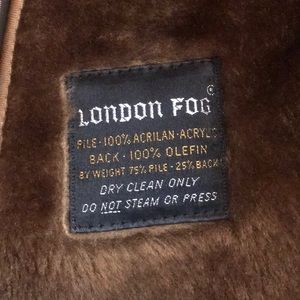 LONDON FOG®
PILE - 100% ACRILAN - ACRYLIC
BACK - 100% OLEFIN
BY WEIGHT 75% PILE - 25% BACK
DRY CLEAN ONLY
DO NOT STEAM OR PRESS